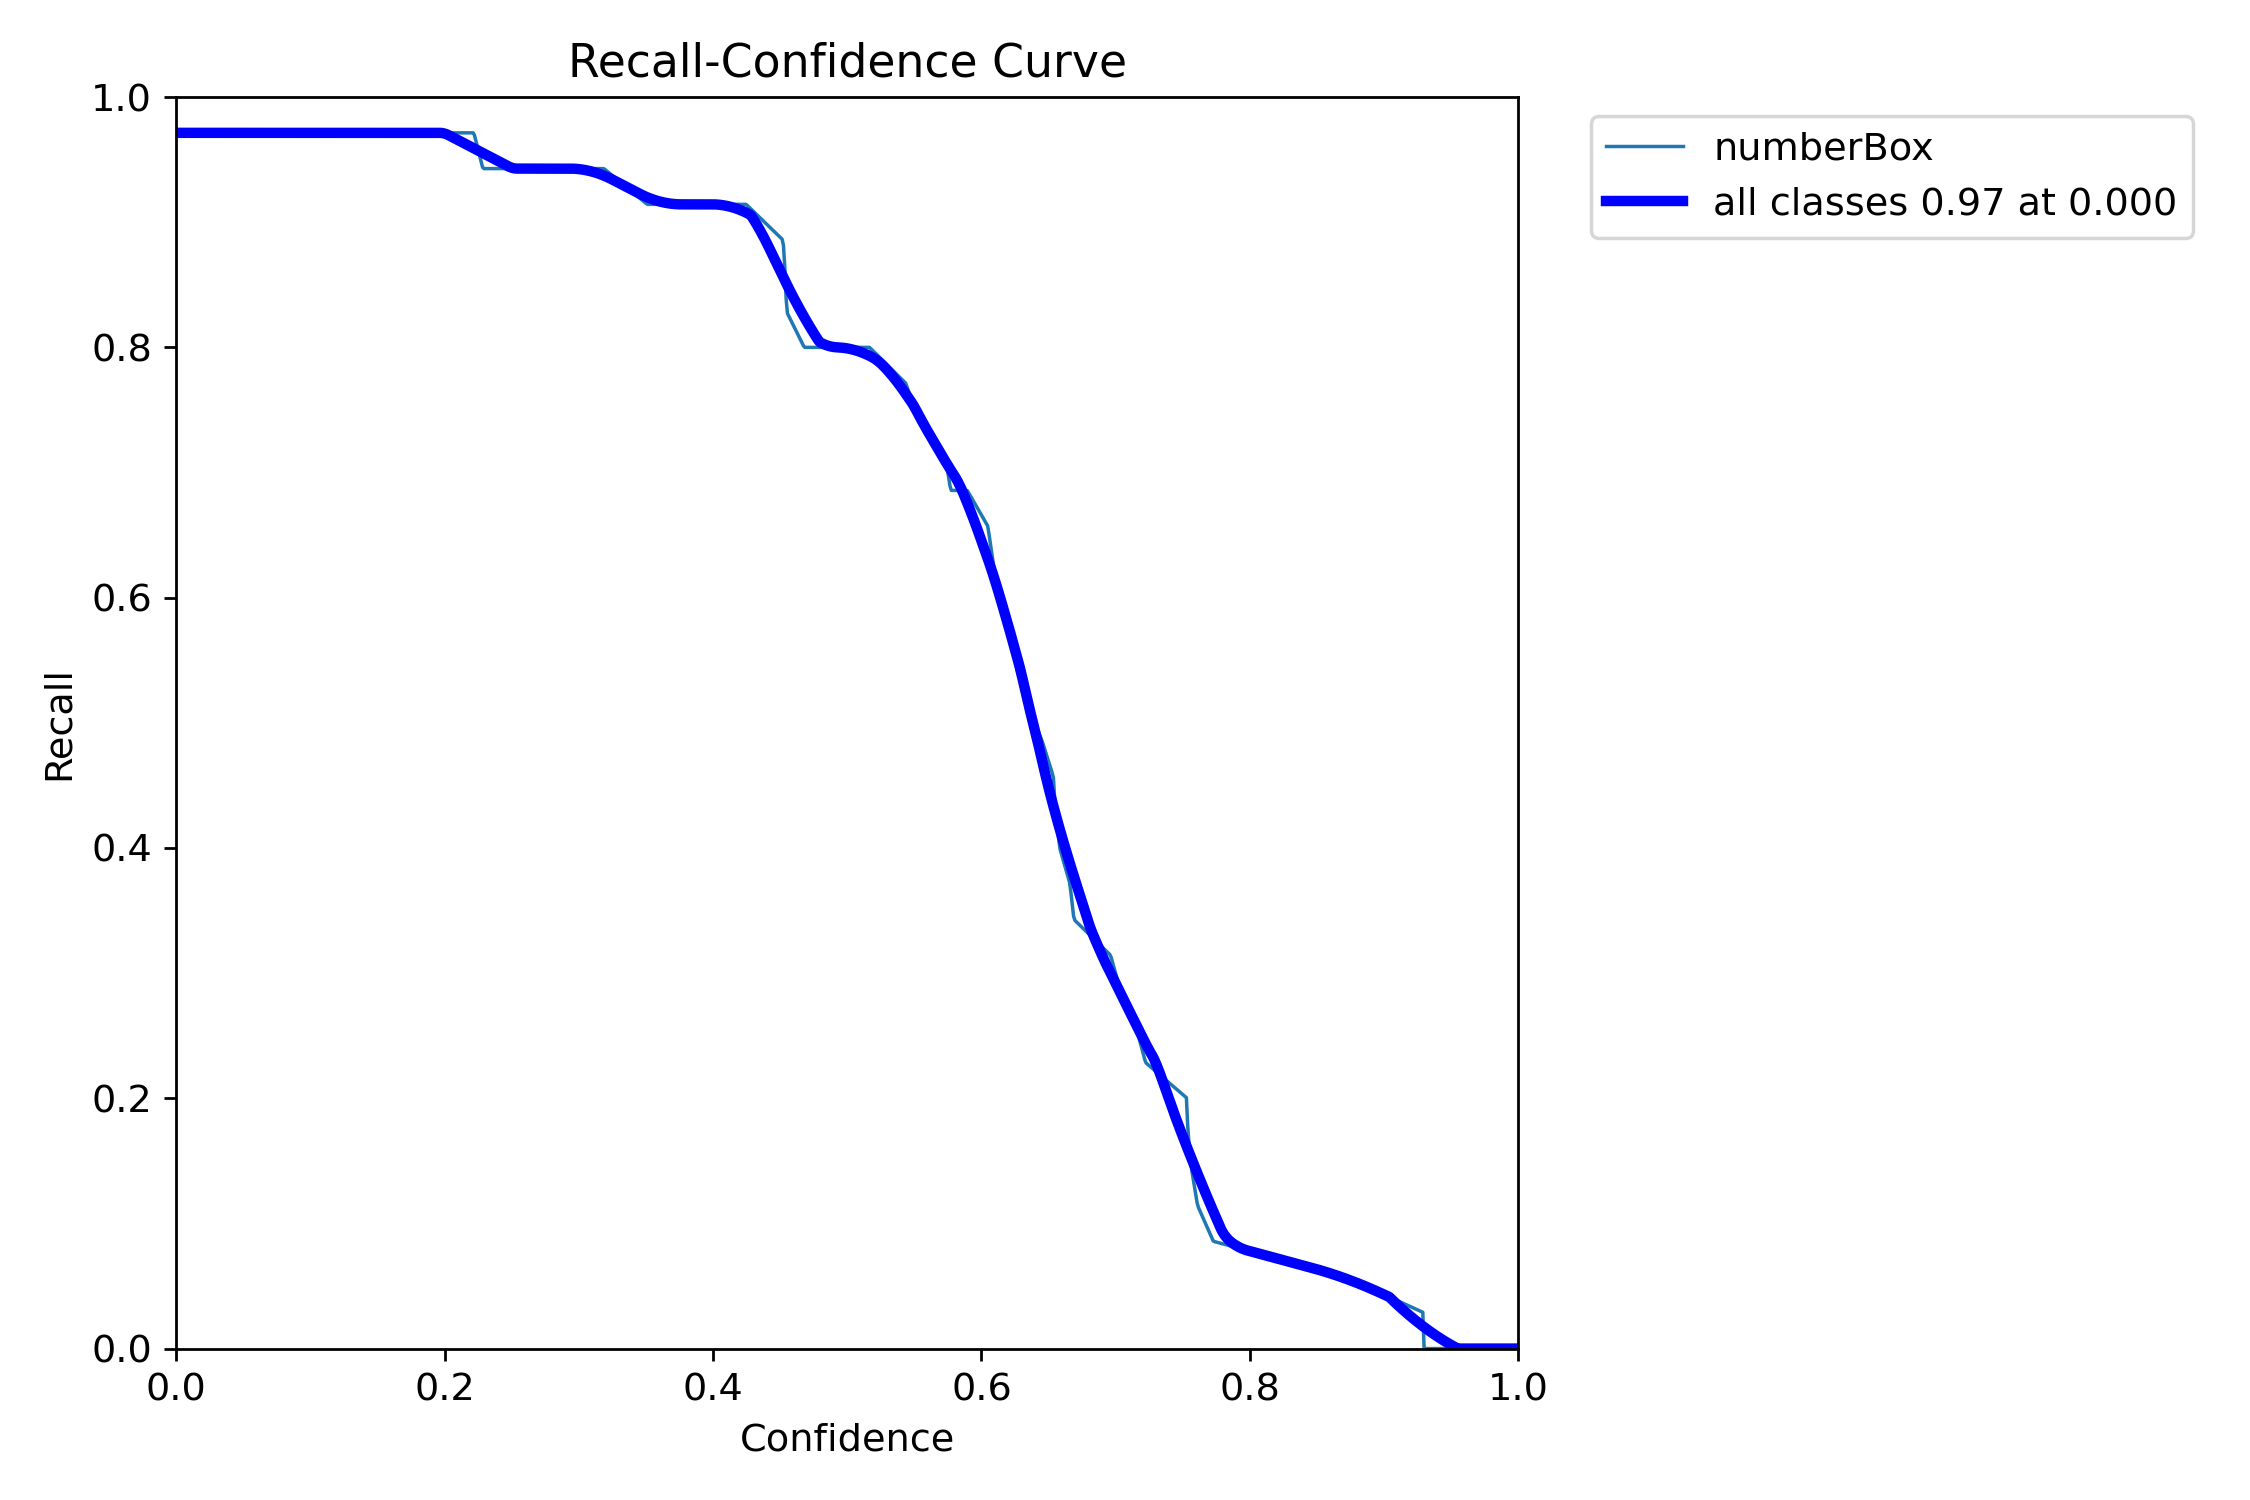 Recall-Confidence Curve
numberBox
all classes 0.97 at 0.000
1.0
0.8
0.6
0.4
0.2
0.0
Recall
0.0 0.2 0.4 0.6 0.8 1.0
Confidence